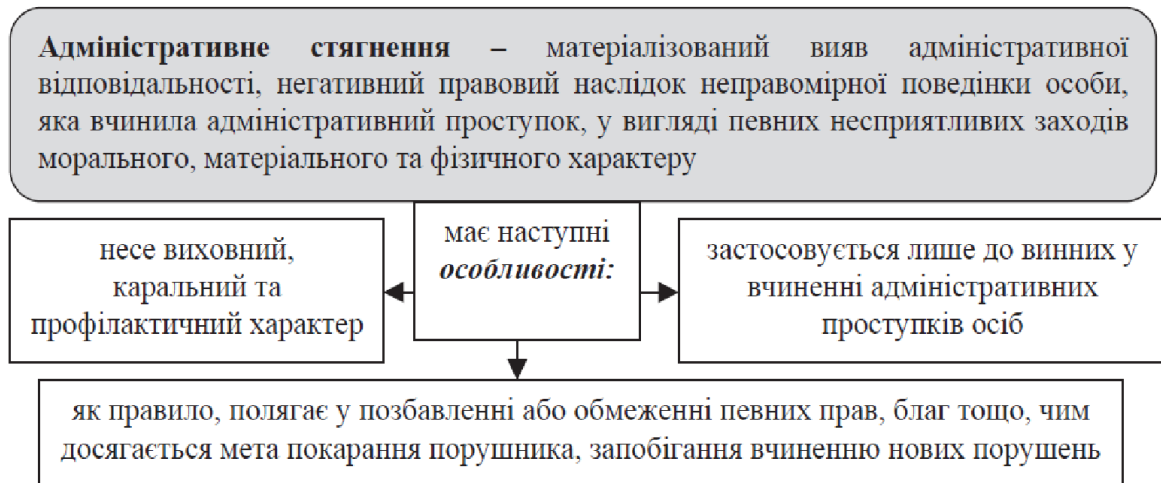 Адміністративне стягнення – матеріалізований вияв адміністративної
відповідальності, негативний правовий наслідок неправомірної поведінки особи,
яка вчинила адміністративний проступок, у вигляді певних несприятливих заходів
морального, матеріального та фізичного характеру
несе виховний,
каральний та
профілактичний характер
має наступні
особливості:
застосовується лише до винних у
вчиненні адміністративних
проступків осіб
як правило, полягає у позбавленні або обмеженні певних прав, благ тощо, чим
досягається мета покарання порушника, запобігання вчиненню нових порушень